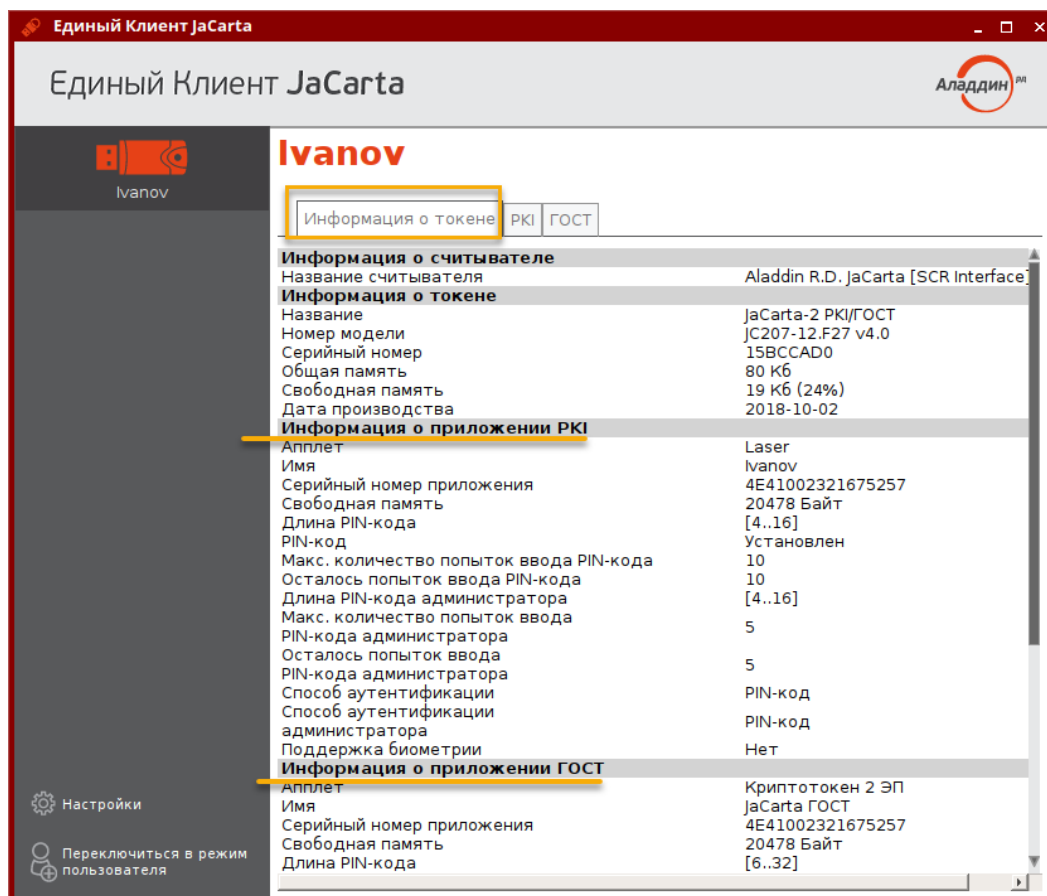 Единый Клиент JaCarta
Единый Клиент JaCarta
Аладдин РД
Ivanov
Ivanov
Информация о токене PKI ГОСТ
Информация о считывателе
Название считывателя Aladdin R.D. JaCarta [SCR Interface]
Информация о токене
Название JaCarta-2 PKI/ГОСТ
Номер модели JC207-12.F27 v4.0
Серийный номер 15BCCAD0
Общая память 80 Кб
Свободная память 19 Кб (24%)
Дата производства 2018-10-02
Информация о приложении PKI
Апплет Laser
Имя Ivanov
Серийный номер приложения 4E41002321675257
Свободная память 20478 Байт
Длина PIN-кода [4..16]
PIN-код Установлен
Макс. количество попыток ввода PIN-кода 10
Осталось попыток ввода PIN-кода 10
Длина PIN-кода администратора [4..16]
Макс. количество попыток ввода
PIN-кода администратора 5
Осталось попыток ввода
PIN-кода администратора 5
Способ аутентификации PIN-код
Способ аутентификации
администратора PIN-код
Поддержка биометрии Нет
Информация о приложении ГОСТ
Апплет Криптотокен 2 ЭП
Имя JaCarta ГОСТ
Серийный номер приложения 4E41002321675257
Свободная память 20478 Байт
Длина PIN-кода [6..32]
Настройки
Переключиться в режим
пользователя